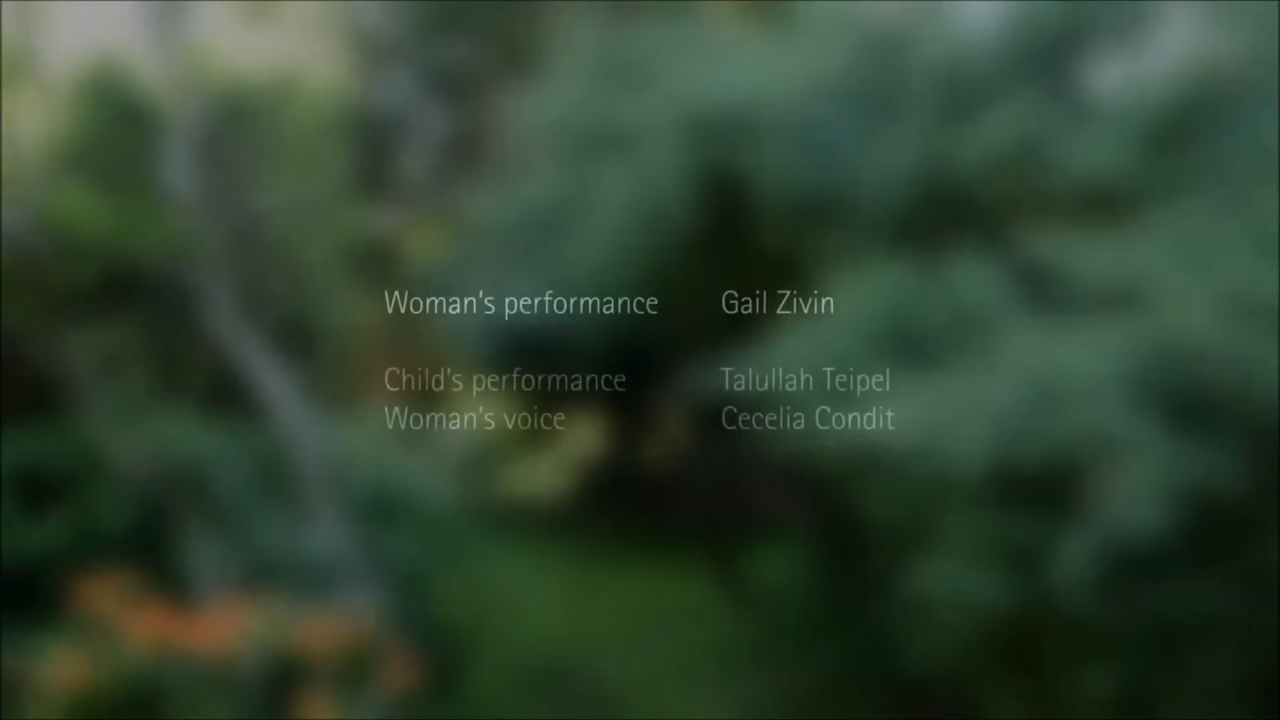 Woman's performance Gail Zivin
Child's performance Talullah Teipel
Woman's voice Cecelia Condit